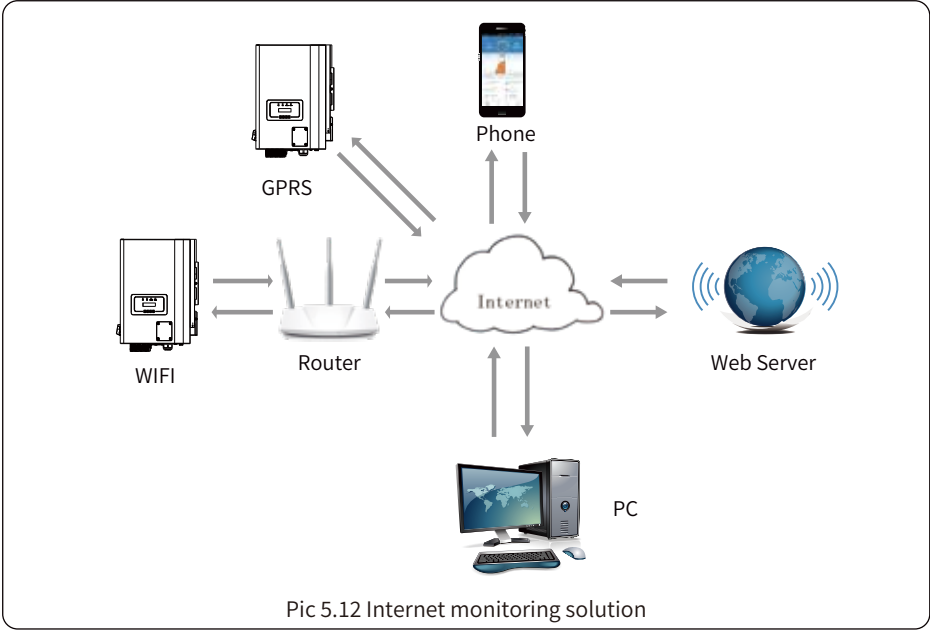 Phone
GPRS
Internet
WIFI
Router
Web Server
PC
Pic 5.12 Internet monitoring solution